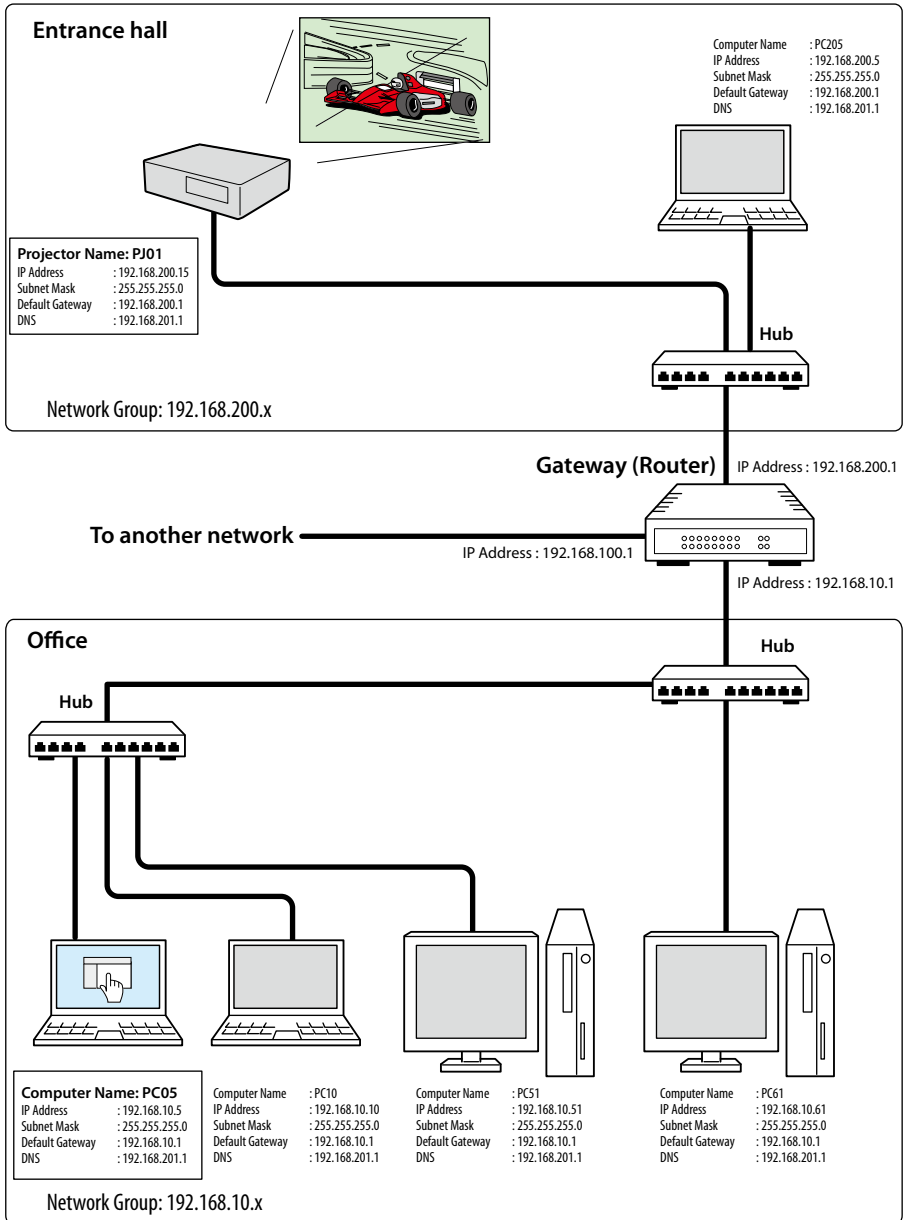 Entrance hall
Computer Name : PC205
IP Address : 192.168.200.5
Subnet Mask : 255.255.255.0
Default Gateway : 192.168.200.1
DNS : 192.168.201.1
Projector Name: PJ01
IP Address : 192.168.200.15
Subnet Mask : 255.255.255.0
Default Gateway : 192.168.200.1
DNS : 192.168.201.1
Hub
Network Group: 192.168.200.x
Gateway (Router)
IP Address : 192.168.200.1
To another network
IP Address : 192.168.100.1
IP Address : 192.168.10.1
Office
Hub
Hub
Computer Name: PC05
IP Address : 192.168.10.5
Subnet Mask : 255.255.255.0
Default Gateway : 192.168.10.1
DNS : 192.168.201.1
Computer Name : PC10
IP Address : 192.168.10.10
Subnet Mask : 255.255.255.0
Default Gateway : 192.168.10.1
DNS : 192.168.201.1
Computer Name : PC51
IP Address : 192.168.10.51
Subnet Mask : 255.255.255.0
Default Gateway : 192.168.10.1
DNS : 192.168.201.1
Computer Name : PC61
IP Address : 192.168.10.61
Subnet Mask : 255.255.255.0
Default Gateway : 192.168.10.1
DNS : 192.168.201.1
Network Group: 192.168.10.x